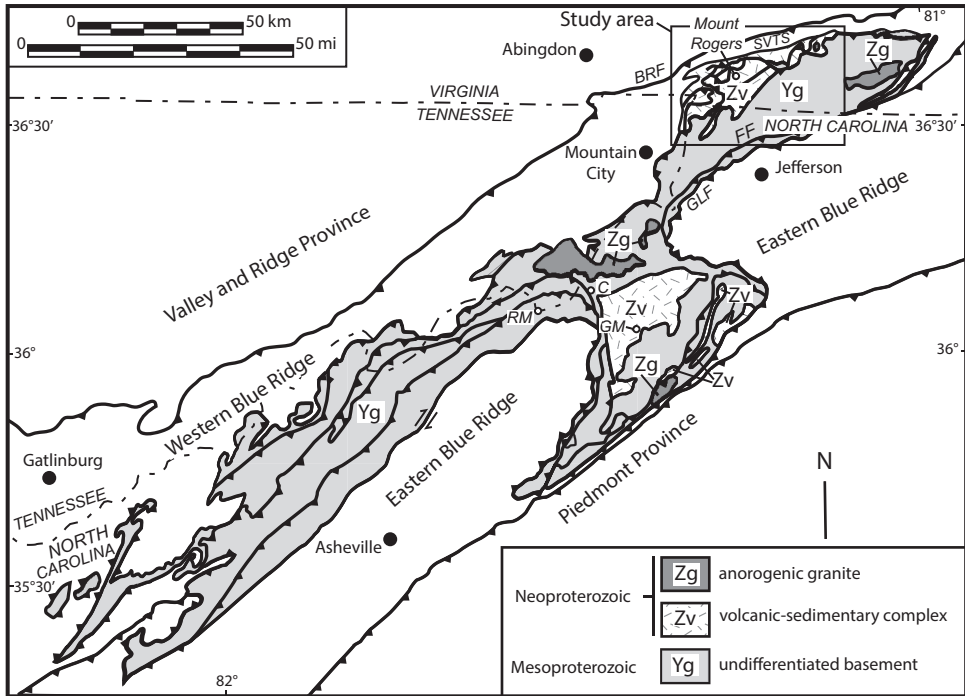 0 50 km
0 50 mi
81°
Study area
Mount
Rogers
SVTS
Abingdon
BRF
Zg
Zv
Yg
VIRGINIA
TENNESSEE
NORTH CAROLINA
36°30′
36°30′
FF
Mountain
City
Jefferson
GLF
Eastern Blue Ridge
Valley and Ridge Province
Zg
C
Zv
Zv
RM
GM
36°
36°
Zg
Zv
Western Blue Ridge
Yg
Eastern Blue Ridge
Gatlinburg
Piedmont Province
N
TENNESSEE
NORTH
CAROLINA
Asheville
35°30′
82°
Neoproterozoic
Zg anorogenic granite
Zv volcanic-sedimentary complex
Mesoproterozoic Yg undifferentiated basement